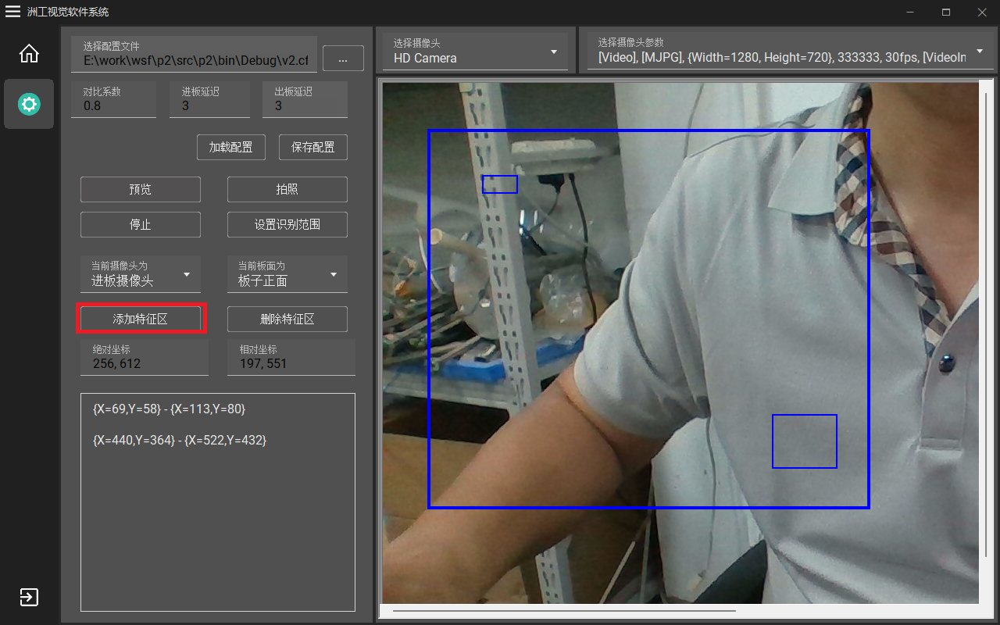 洲工视觉软件系统
选择配置文件
E:\work\wsf\p2\src\p2\bin\Debug\v2.cf
...
对比系数
0.8
进板延迟
3
出板延迟
3
加载配置
保存配置
预览
拍照
停止
设置识别范围
当前摄像头为
进板摄像头
当前板面为
板子正面
添加特征区
删除特征区
绝对坐标
256, 612
相对坐标
197, 551
{X=69,Y=58} - {X=113,Y=80}
{X=440,Y=364} - {X=522,Y=432}
选择摄像头
HD Camera
选择摄像头参数
[Video], [MJPG], {Width=1280, Height=720}, 333333, 30fps, [VideoIn